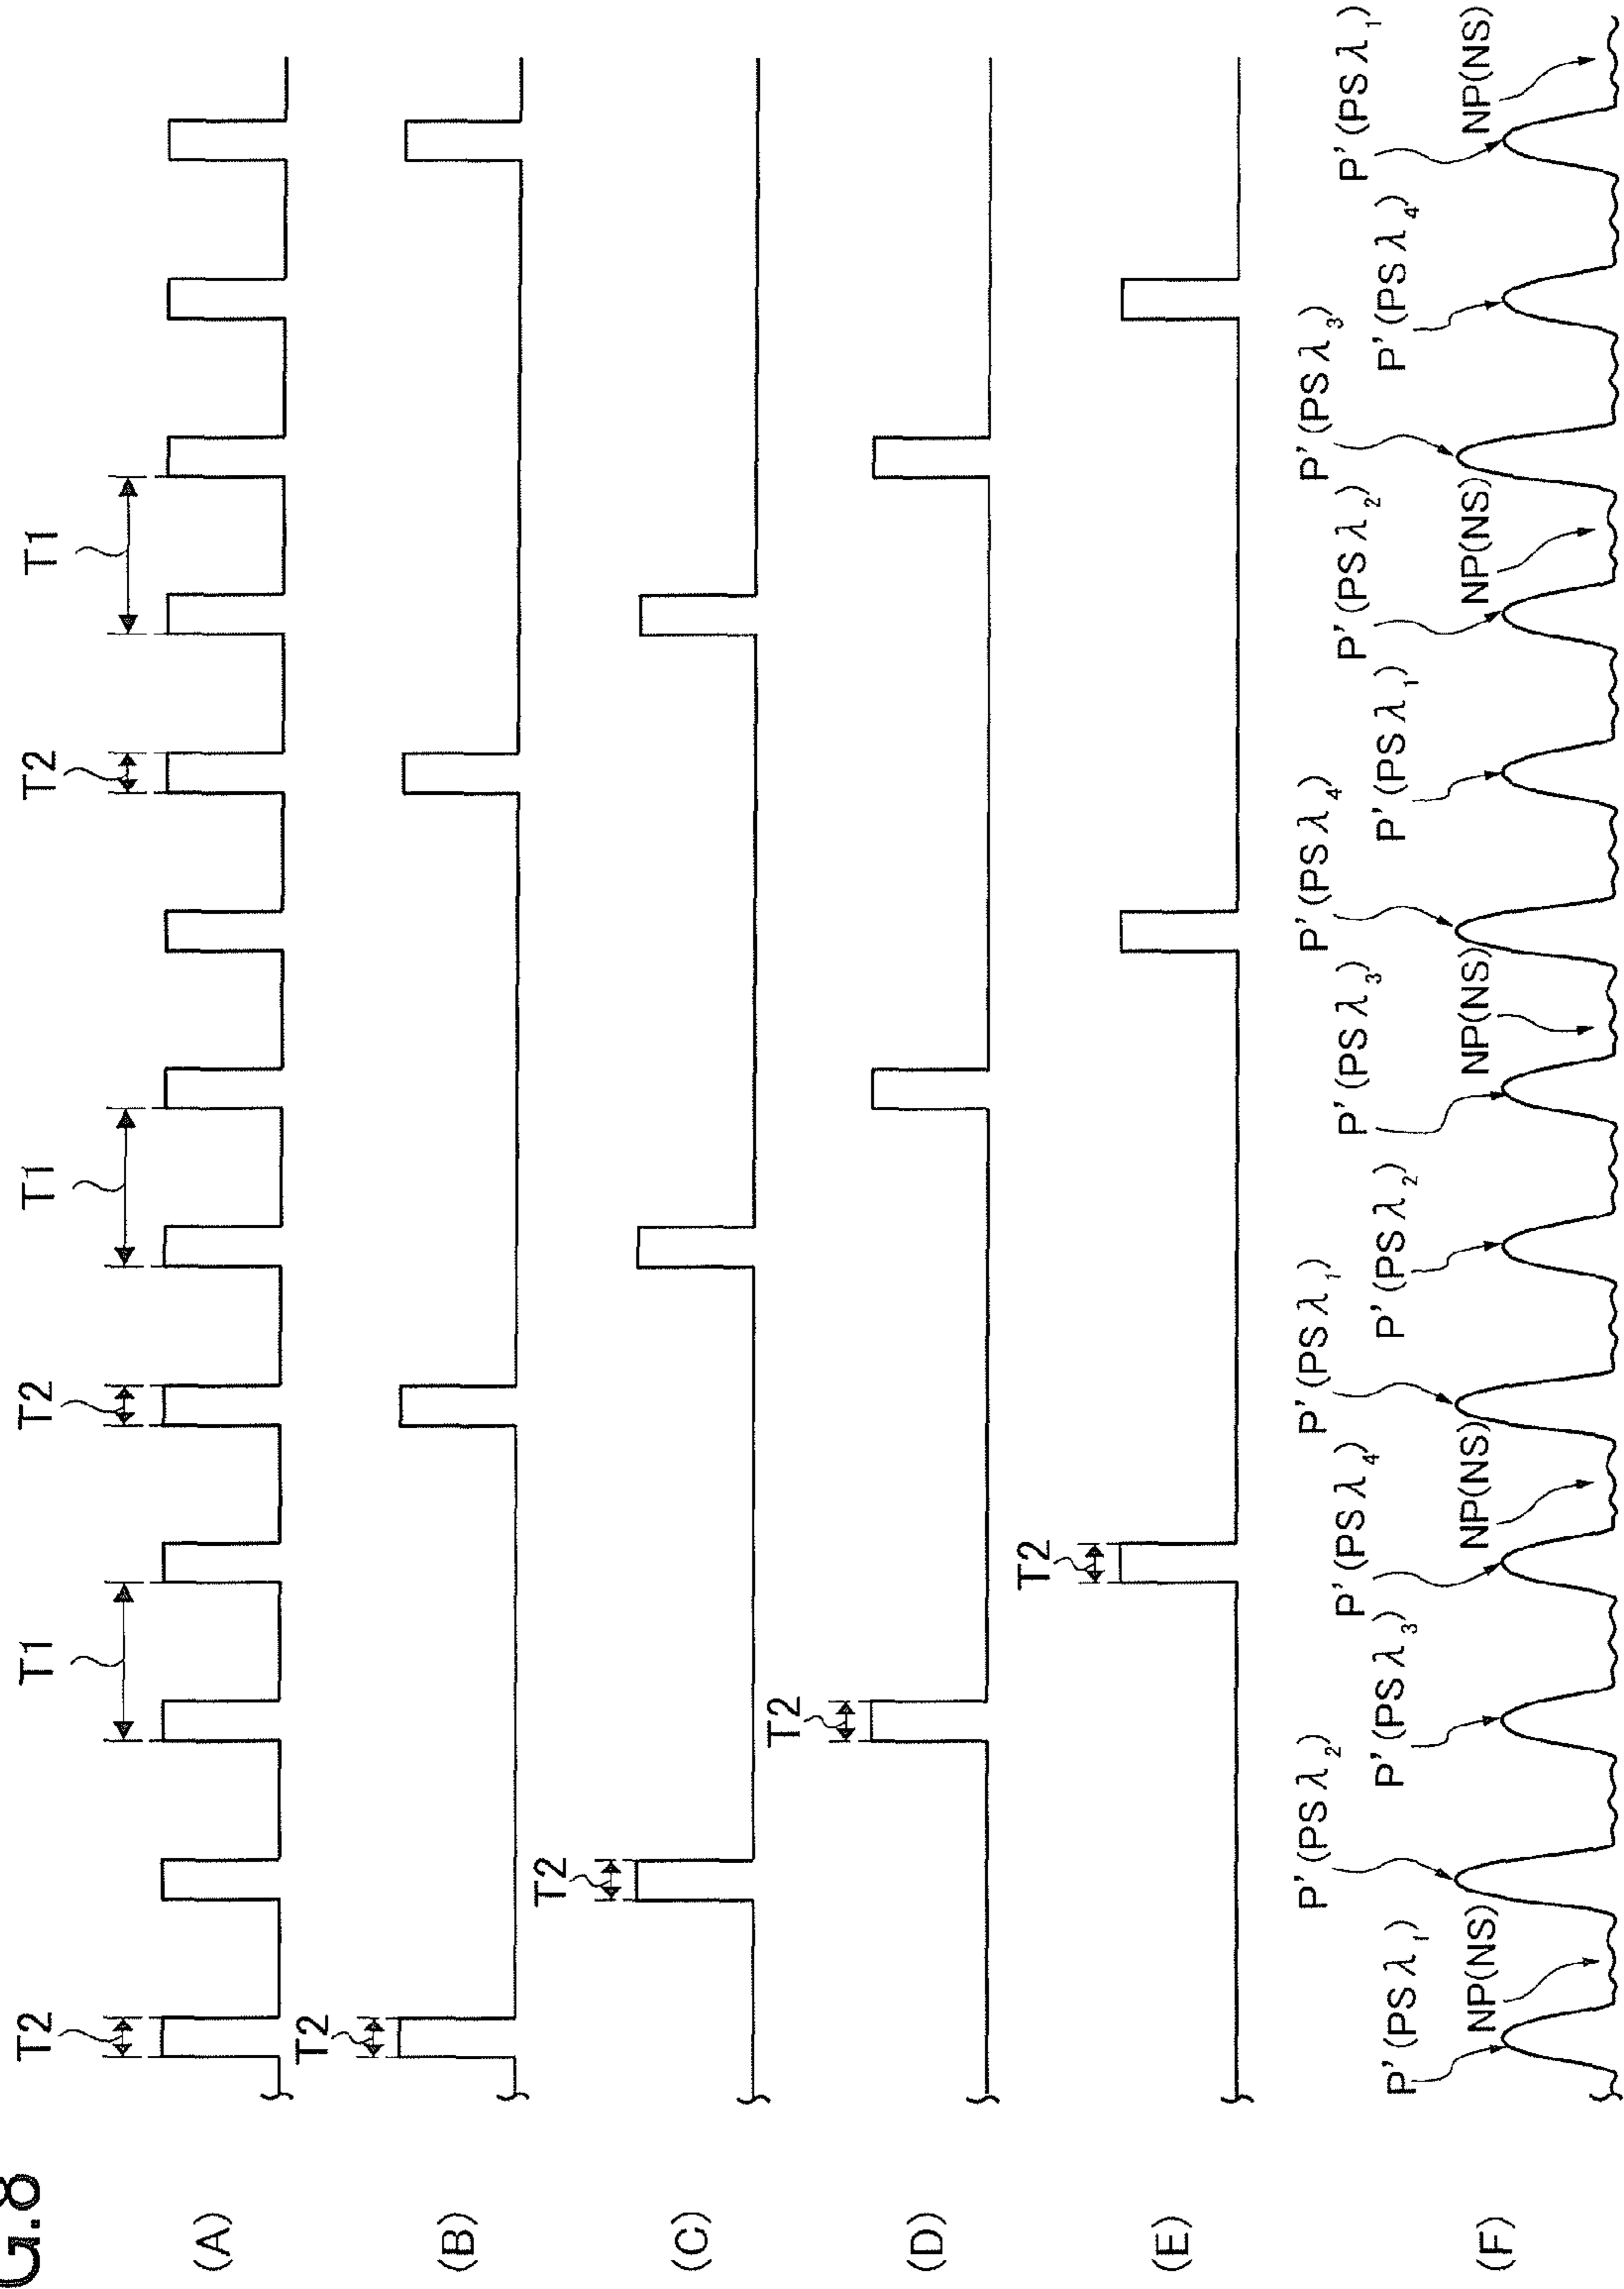 G.8
T2
T1
T2
T1
T2
T1
(A)
T2
(B)
T2
(C)
T2
(D)
T2
(E)
P'(PSλ₁)
NP(NS)
P'(PSλ₂)
P'(PSλ₃)
P'(PSλ₄)
NP(NS)
P'(PSλ₁)
P'(PSλ₂)
P'(PSλ₃)
NP(NS)
P'(PSλ₄)
P'(PSλ₁)
P'(PSλ₂)
NP(NS)
P'(PSλ₃)
P'(PSλ₄)
P'(PSλ₁)
NP(NS)
(F)